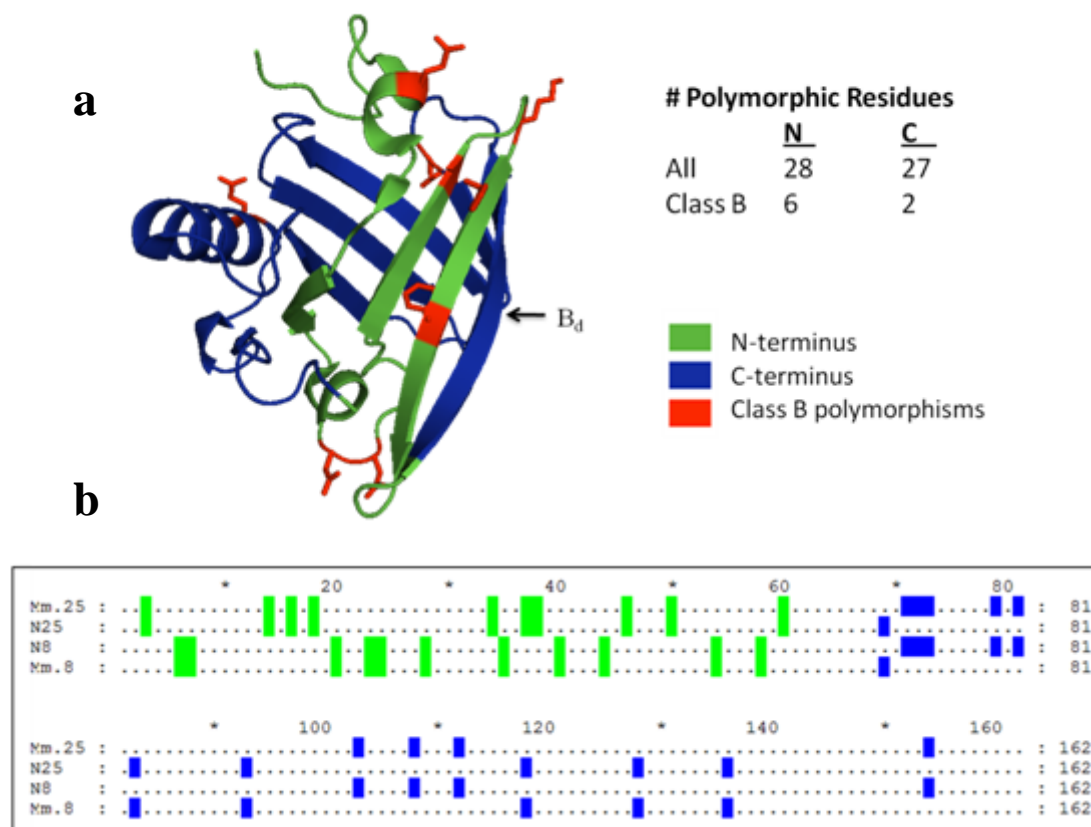 a
# Polymorphic Residues
N C
All 28 27
Class B 6 2
B_d
N-terminus
C-terminus
Class B polymorphisms
b
* 20 * 40 * 60 * 80
Mm.25 : : 81
N25 : : 81
N8 : : 81
Mm.8 : : 81
* 100 * 120 * 140 * 160
Mm.25 : : 162
N25 : : 162
N8 : : 162
Mm.8 : : 162